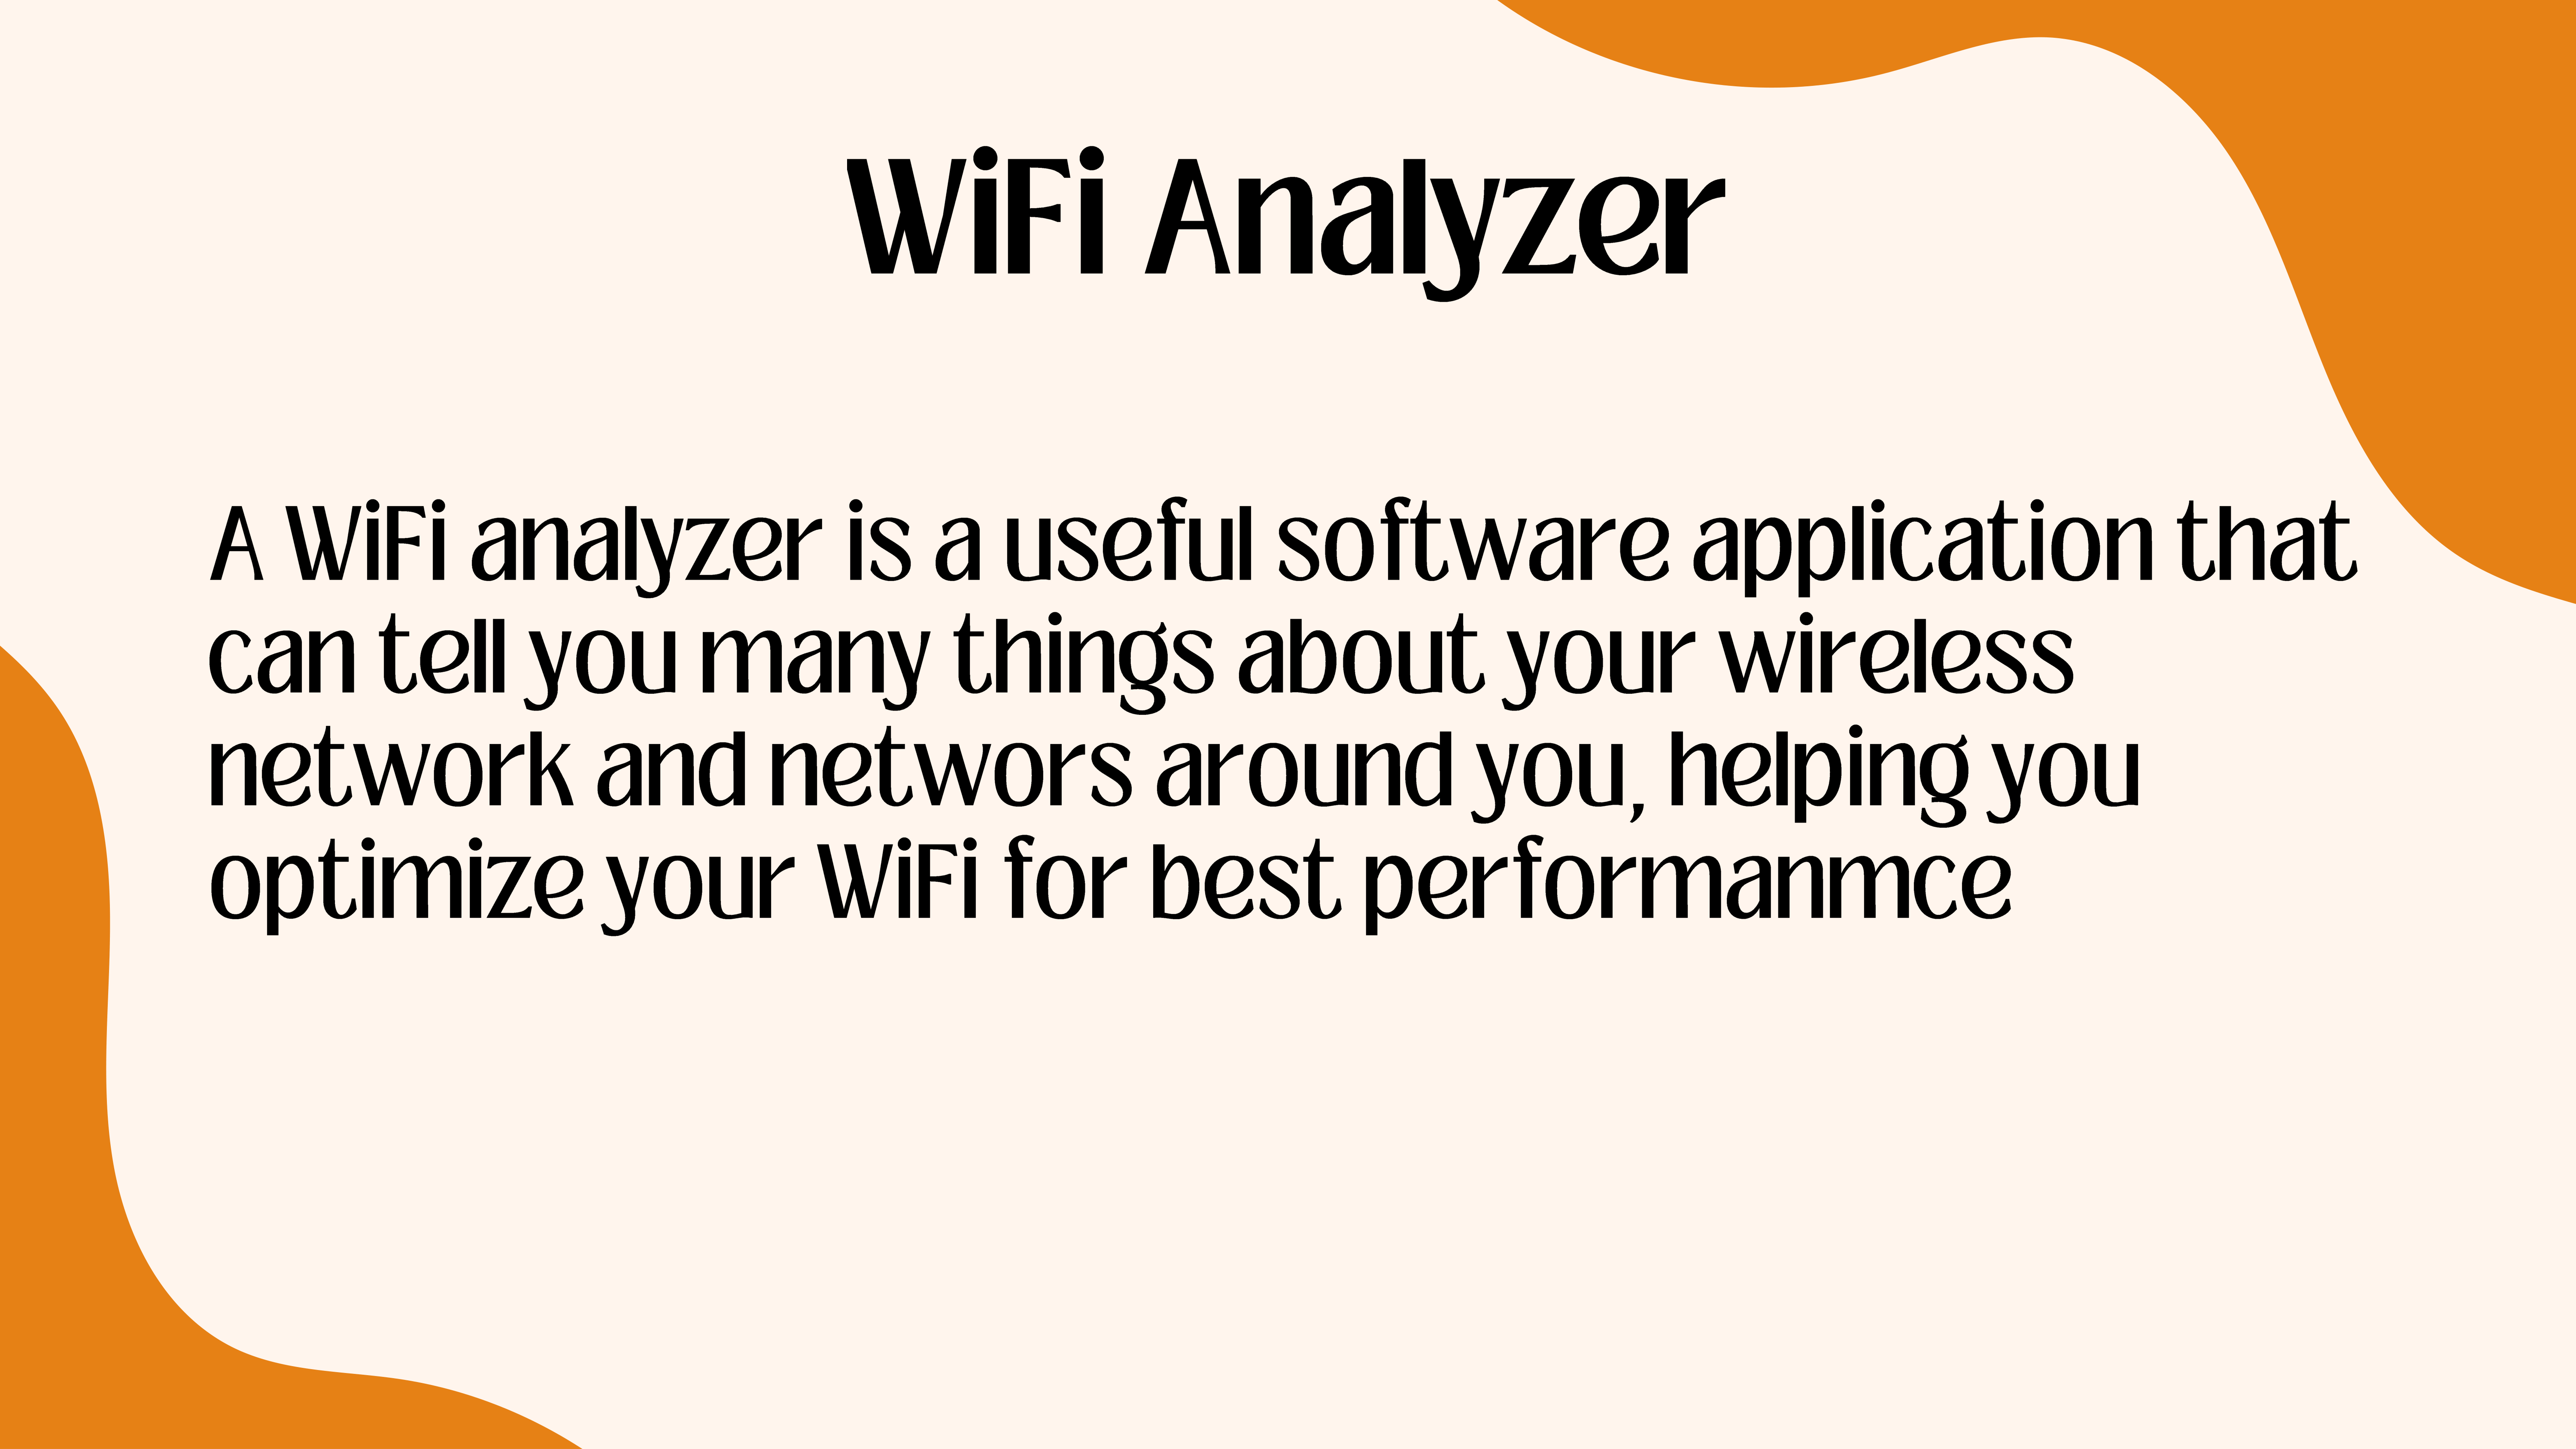 WiFi Analyzer
A WiFi analyzer is a useful software application that
can tell you many things about your wireless
network and networs around you, helping you
optimize your WiFi for best performanmce